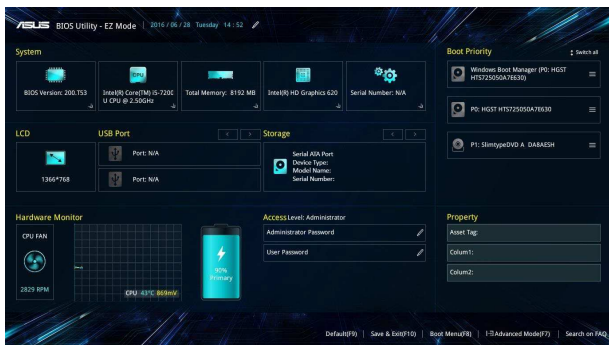 ASUS BIOS Utility - EZ Mode 2016/06/28 Tuesday 14:52
System
BIOS Version: 200.T53
CPU
Intel(R) Core(TM) i5-7200
U CPU @ 2.50GHz
Total Memory: 8192 MB
Intel(R) HD Graphics 620
Serial Number: N/A
Boot Priority
Switch all
Windows Boot Manager (P0: HGST
HTS725050A7E630)
P0: HGST HTS725050A7E630
P1: SlimtypeDVD A DA8AESH
LCD
1366*768
USB Port
Port: N/A
Port: N/A
Storage
Serial ATA Port
Device Type:
Model Name:
Serial Number:
Hardware Monitor
CPU FAN
2829 RPM
CPU 43°C 869mV
90%
Primary
Access Level: Administrator
Administrator Password
User Password
Property
Asset Tag:
Colum1:
Colum2:
Default(F9) | Save & Exit(F10) | Boot Menu(F8) | Advanced Mode(F7) | Search on FAQ